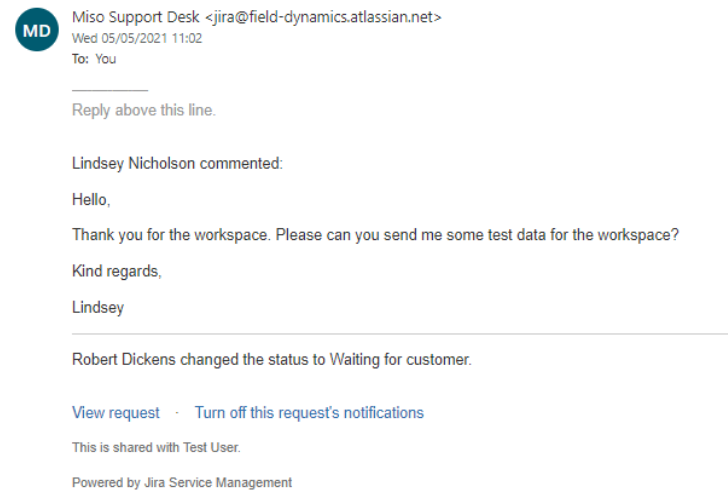 MD
Miso Support Desk <jira@field-dynamics.atlassian.net>
Wed 05/05/2021 11:02
To: You
Reply above this line.
Lindsey Nicholson commented:
Hello,
Thank you for the workspace. Please can you send me some test data for the workspace?
Kind regards,
Lindsey
Robert Dickens changed the status to Waiting for customer.
View request · Turn off this request's notifications
This is shared with Test User.
Powered by Jira Service Management